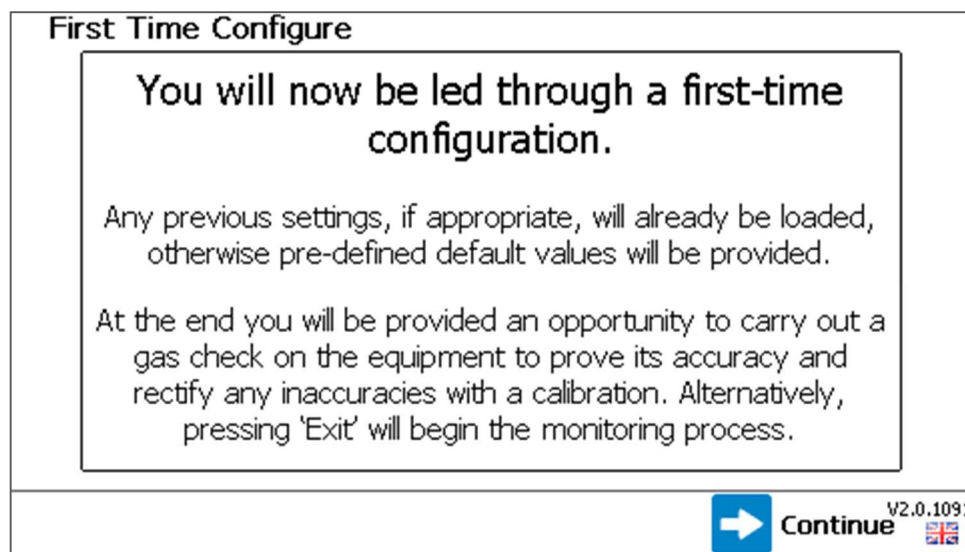 First Time Configure
You will now be led through a first-time
configuration.
Any previous settings, if appropriate, will already be loaded,
otherwise pre-defined default values will be provided.
At the end you will be provided an opportunity to carry out a
gas check on the equipment to prove its accuracy and
rectify any inaccuracies with a calibration. Alternatively,
pressing 'Exit' will begin the monitoring process.
Continue
V2.0.1091